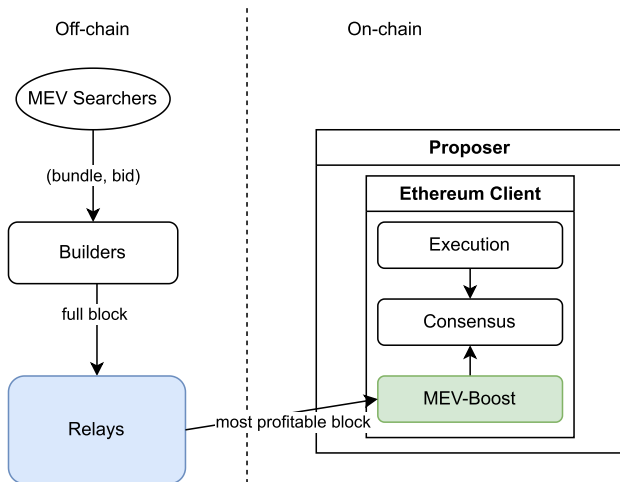 Off-chain
On-chain
MEV Searchers
(bundle, bid)
Builders
full block
Relays
most profitable block
Proposer
Ethereum Client
Execution
Consensus
MEV-Boost